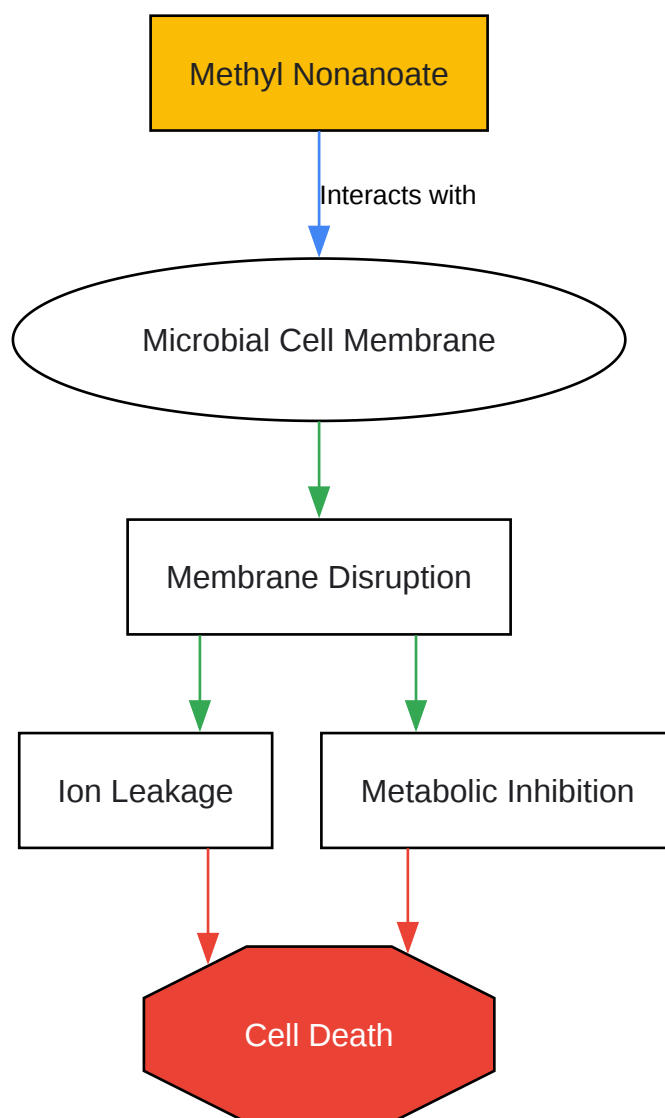 Methyl Nonanoate
Interacts with
Microbial Cell Membrane
Membrane Disruption
Ion Leakage
Metabolic Inhibition
Cell Death